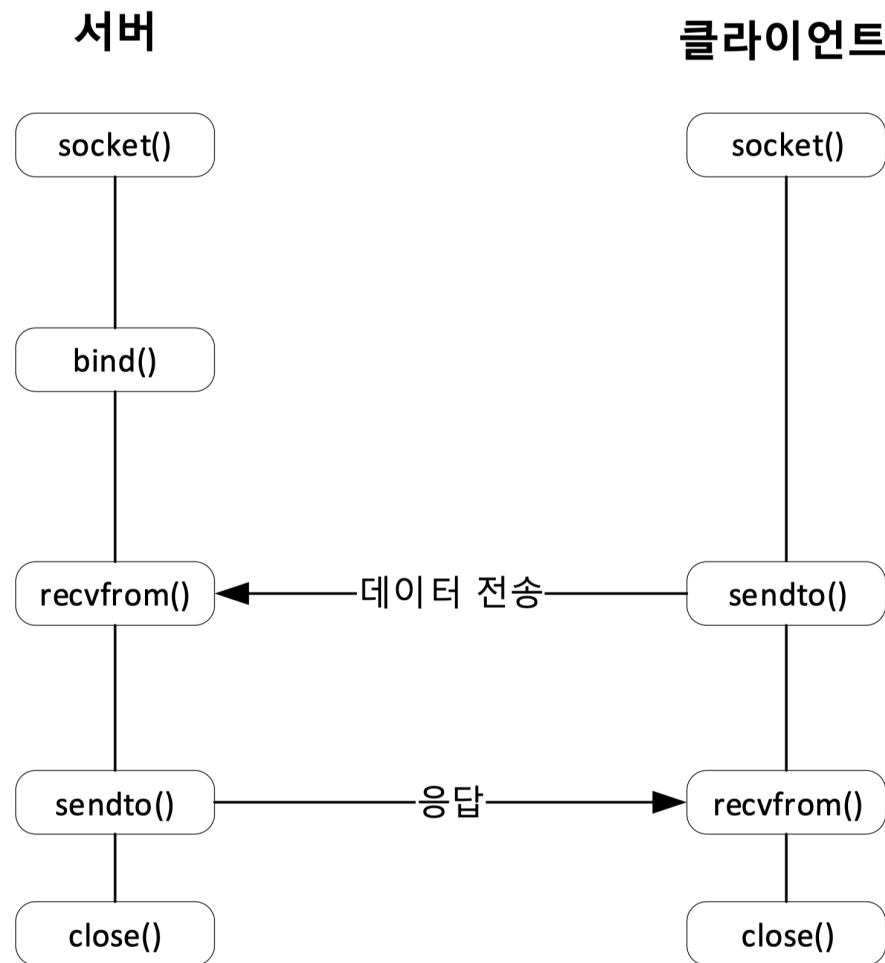 서버
클라이언트
socket()
socket()
bind()
recvfrom()
데이터 전송
sendto()
sendto()
응답
recvfrom()
close()
close()